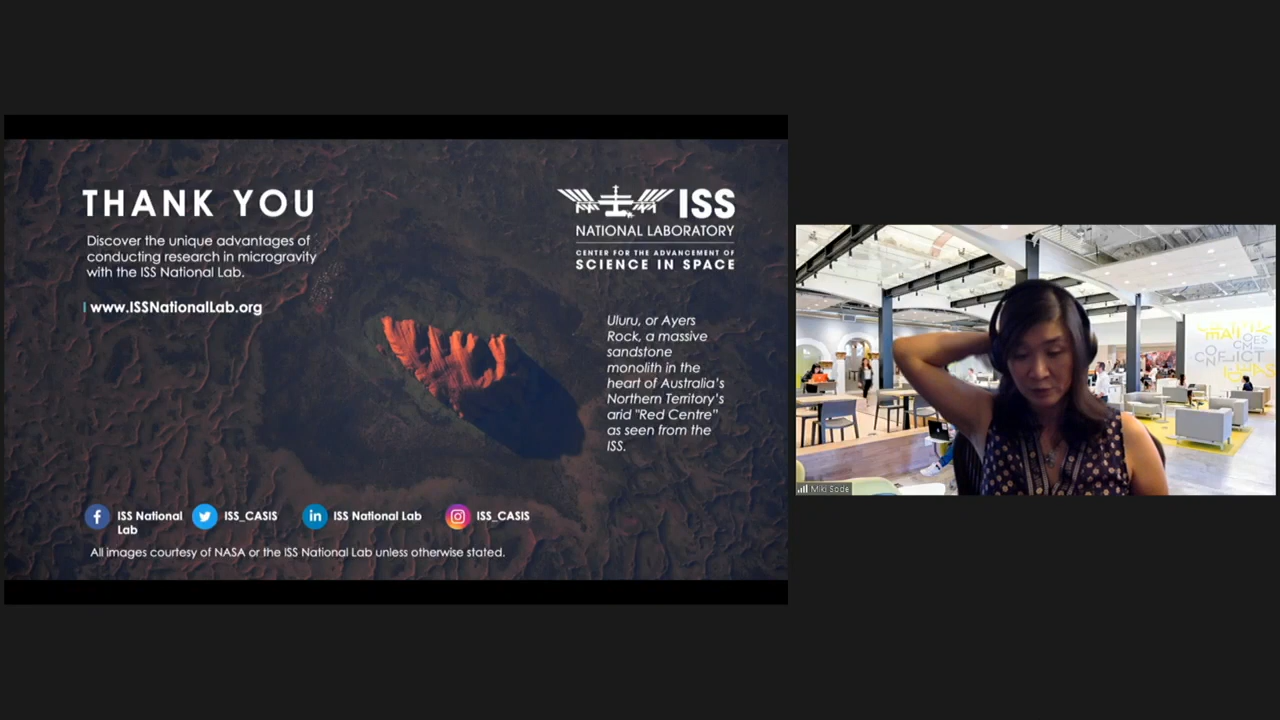 THANK YOU
Discover the unique advantages of
conducting research in microgravity
with the ISS National Lab.
www.ISSNationalLab.org
ISS
NATIONAL LABORATORY
CENTER FOR THE ADVANCEMENT OF
SCIENCE IN SPACE
Uluru, or Ayers
Rock, a massive
sandstone
monolith in the
heart of Australia's
Northern Territory's
arid "Red Centre"
as seen from the
ISS.
ISS National
Lab
ISS_CASIS
ISS National Lab
ISS_CASIS
All images courtesy of NASA or the ISS National Lab unless otherwise stated.
Miki Sode
CONFLICT